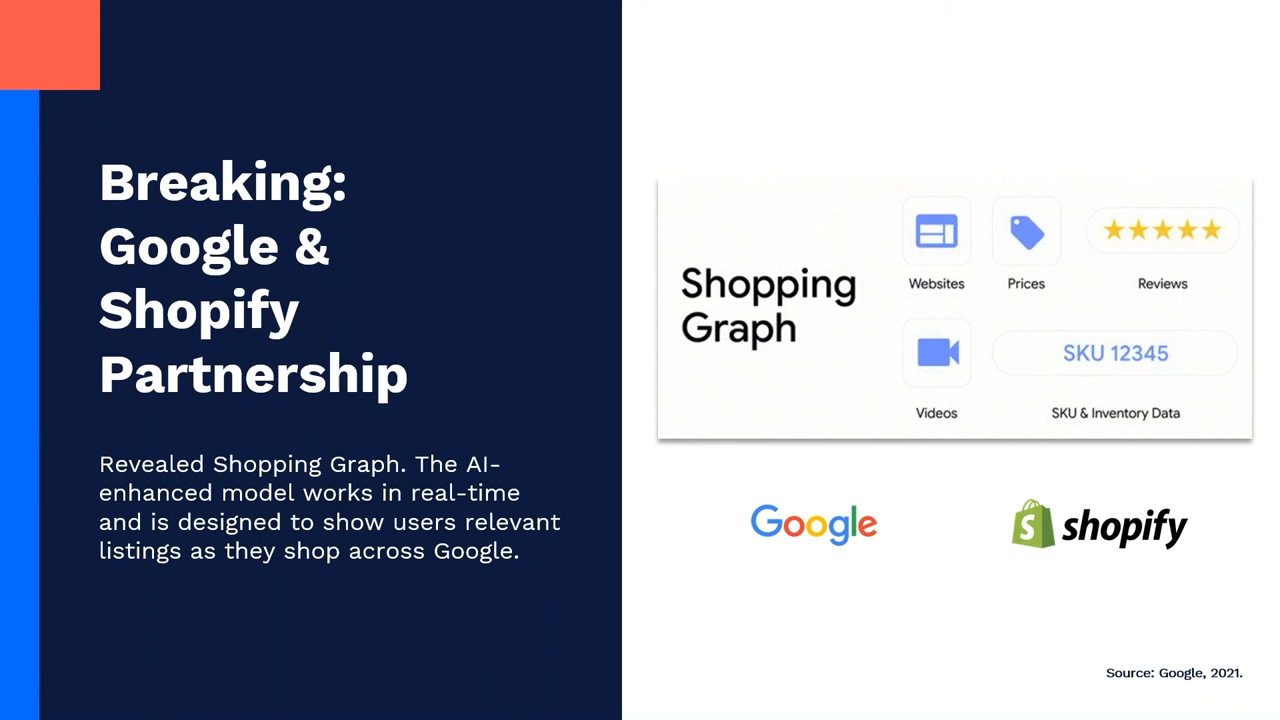 Breaking:
Google &
Shopify
Partnership
Revealed Shopping Graph. The AI-
enhanced model works in real-time
and is designed to show users relevant
listings as they shop across Google.
Shopping
Graph
Websites
Prices
Reviews
Videos
SKU 12345
SKU & Inventory Data
Google
S shopify
Source: Google, 2021.